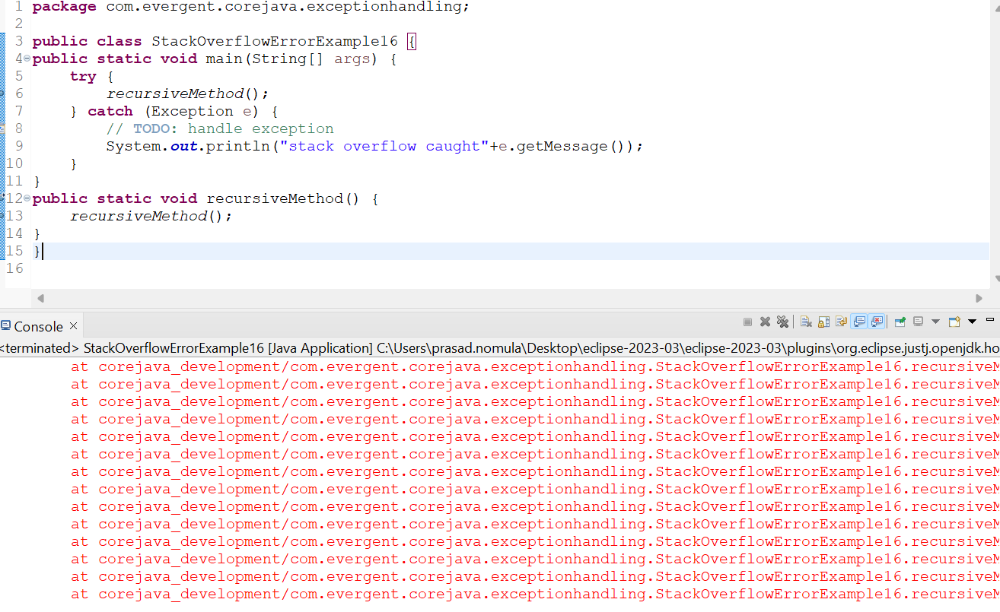 1 package com.evergent.corejava.exceptionhandling;
2
3 public class StackOverflowErrorExample16 {
4 public static void main(String[] args) {
5 try {
6 recursiveMethod();
7 } catch (Exception e) {
8 // TODO: handle exception
9 System.out.println("stack overflow caught"+e.getMessage());
10 }
11 }
12 public static void recursiveMethod() {
13 recursiveMethod();
14 }
15 }
16
Console
<terminated> StackOverflowErrorExample16 [Java Application] C:\Users\prasad.nomula\Desktop\eclipse-2023-03\eclipse-2023-03\plugins\org.eclipse.justj.openjdk.ho
at corejava_development/com.evergent.corejava.exceptionhandling.StackOverflowErrorExample16.recursiveM
at corejava_development/com.evergent.corejava.exceptionhandling.StackOverflowErrorExample16.recursiveM
at corejava_development/com.evergent.corejava.exceptionhandling.StackOverflowErrorExample16.recursiveM
at corejava_development/com.evergent.corejava.exceptionhandling.StackOverflowErrorExample16.recursiveM
at corejava_development/com.evergent.corejava.exceptionhandling.StackOverflowErrorExample16.recursiveM
at corejava_development/com.evergent.corejava.exceptionhandling.StackOverflowErrorExample16.recursiveM
at corejava_development/com.evergent.corejava.exceptionhandling.StackOverflowErrorExample16.recursiveM
at corejava_development/com.evergent.corejava.exceptionhandling.StackOverflowErrorExample16.recursiveM
at corejava_development/com.evergent.corejava.exceptionhandling.StackOverflowErrorExample16.recursiveM
at corejava_development/com.evergent.corejava.exceptionhandling.StackOverflowErrorExample16.recursiveM
at corejava_development/com.evergent.corejava.exceptionhandling.StackOverflowErrorExample16.recursiveM
at corejava_development/com.evergent.corejava.exceptionhandling.StackOverflowErrorExample16.recursiveM
at corejava_development/com.evergent.corejava.exceptionhandling.StackOverflowErrorExample16.recursiveM
at corejava_development/com.evergent.corejava.exceptionhandling.StackOverflowErrorExample16.recursiveM